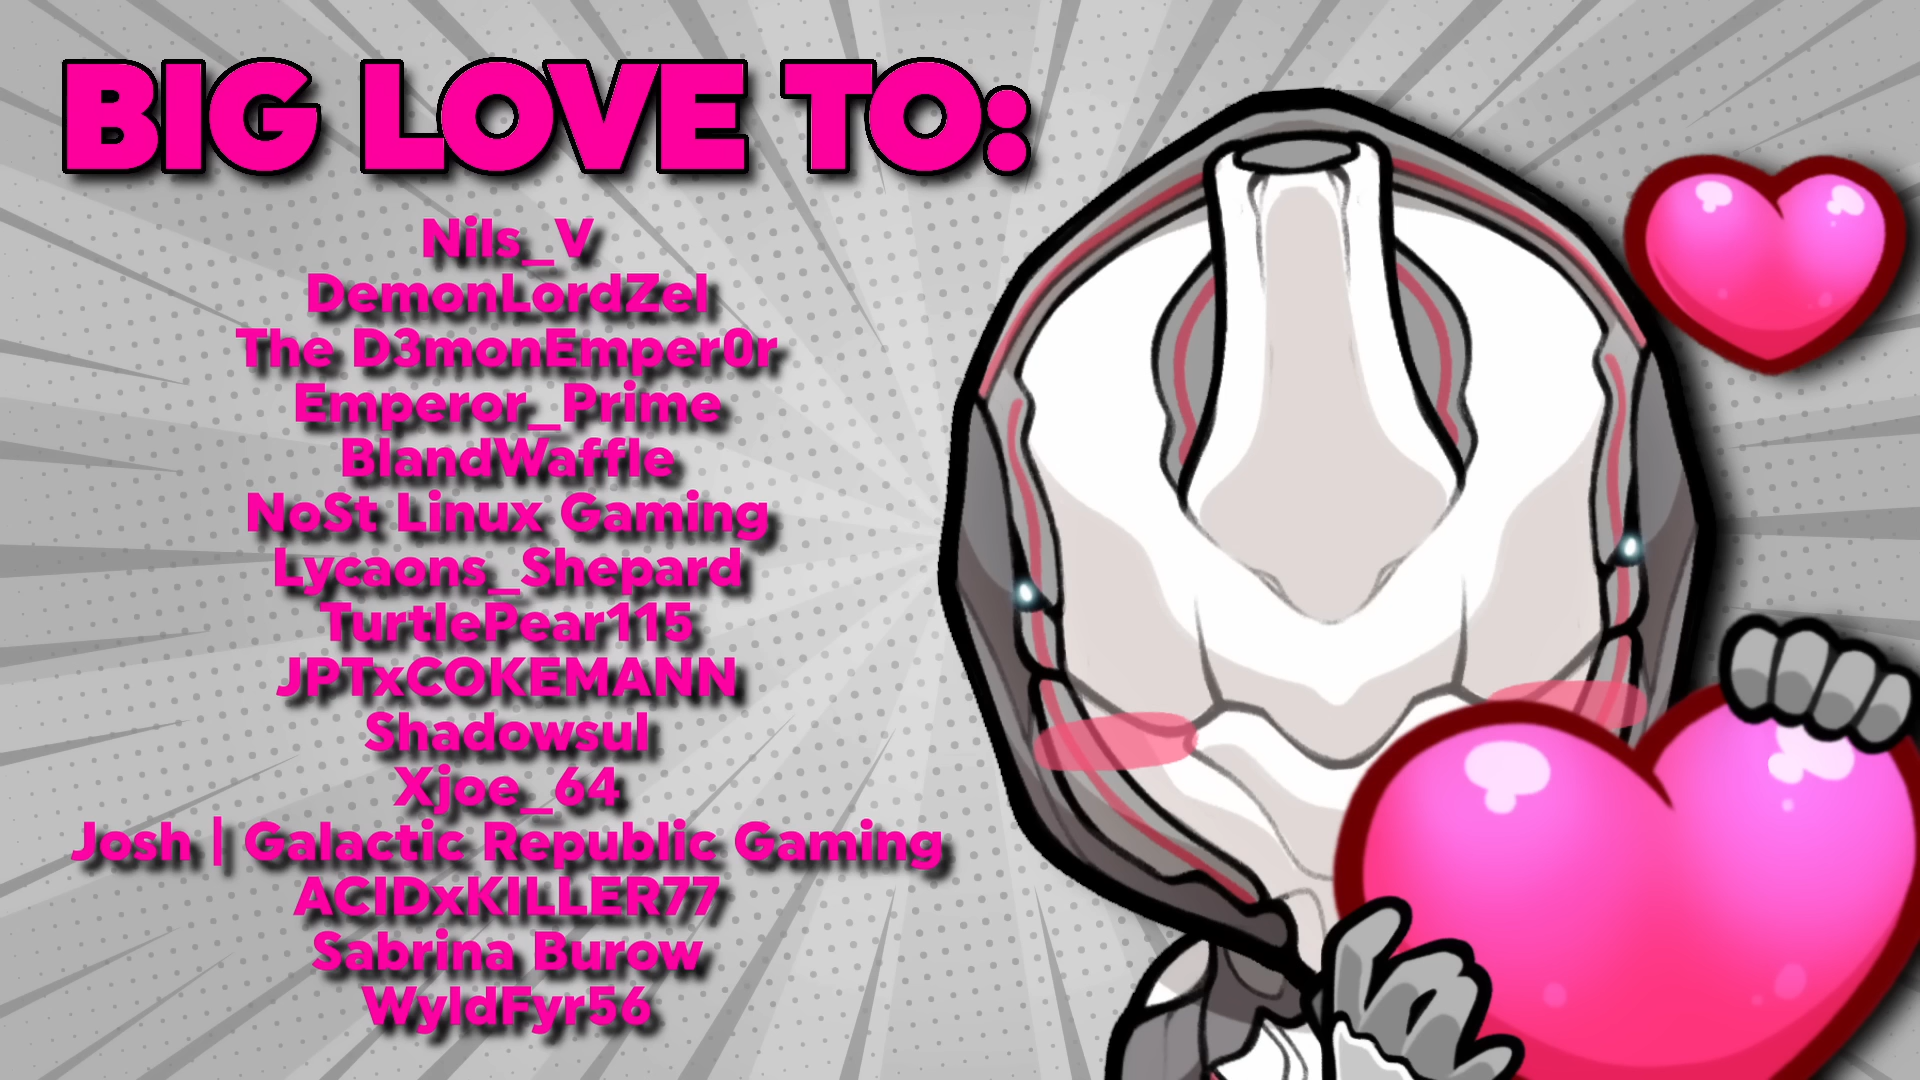 BIG LOVE TO:
Nils_V
DemonLordZel
The D3monEmper0r
Emperor_Prime
BlandWaffle
NoSt Linux Gaming
Lycaons_Shepard
TurtlePear115
JPTxCOKEMANN
Shadowsul
Xjoe_64
Josh | Galactic Republic Gaming
ACIDxKILLER77
Sabrina Burow
WyldFyr56